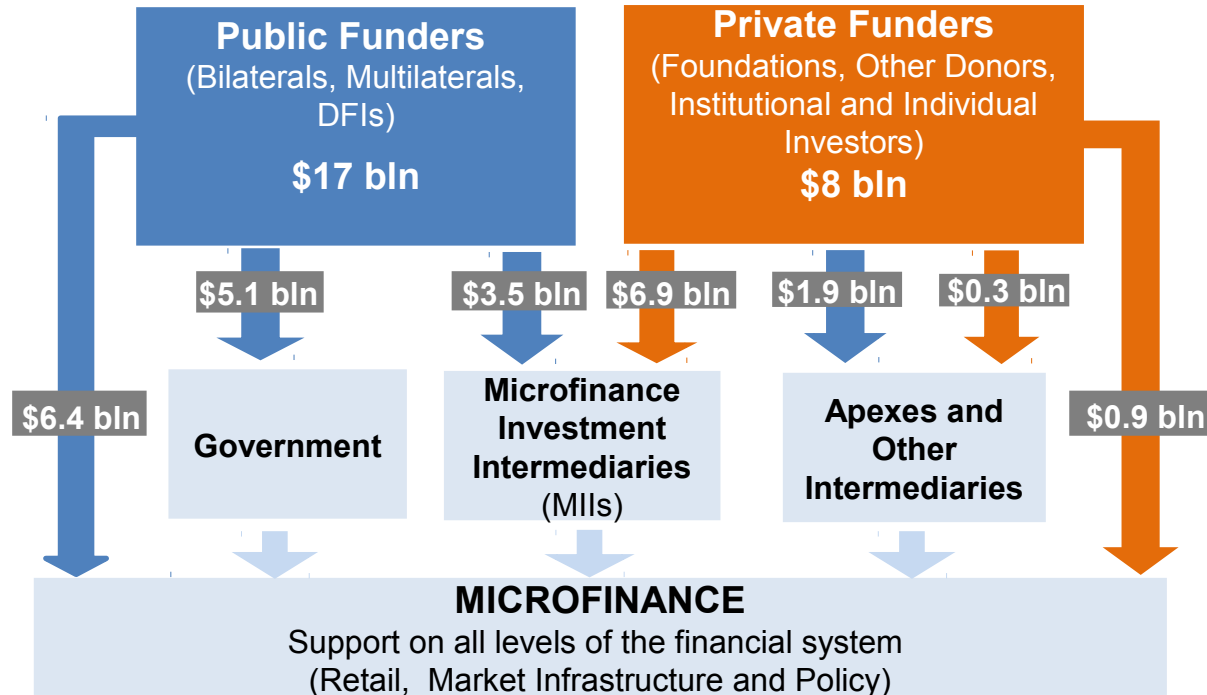 Public Funders
(Bilaterals, Multilaterals,
DFIs)
$17 bln
Private Funders
(Foundations, Other Donors,
Institutional and Individual
Investors)
$8 bln
$5.1 bln
$3.5 bln
$6.9 bln
$1.9 bln
$0.3 bln
$6.4 bln
$0.9 bln
Government
Microfinance
Investment
Intermediaries
(MIIs)
Apexes and
Other
Intermediaries
MICROFINANCE
Support on all levels of the financial system
(Retail, Market Infrastructure and Policy)